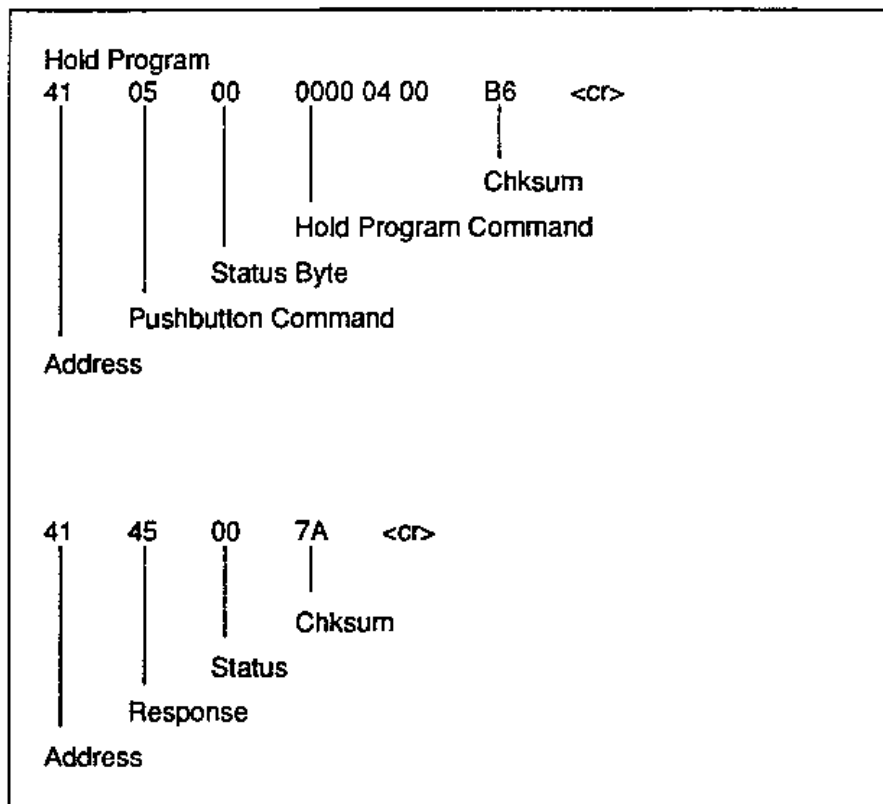 Hold Program
41 05 00 0000 04 00 B6 <cr>
Chksum
Hold Program Command
Status Byte
Pushbutton Command
Address
41 45 00 7A <cr>
Chksum
Status
Response
Address